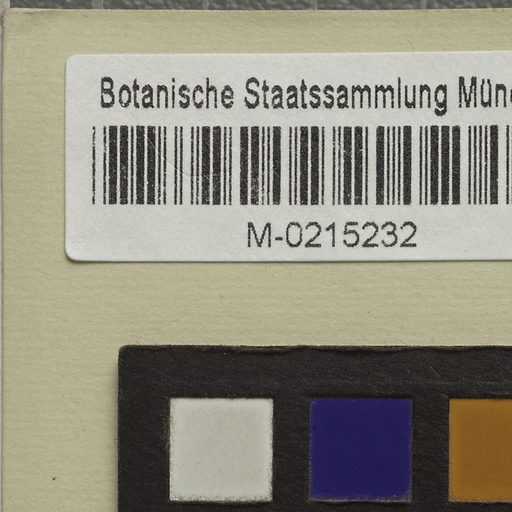 Botanische Staatssammlung Mün
M-0215232